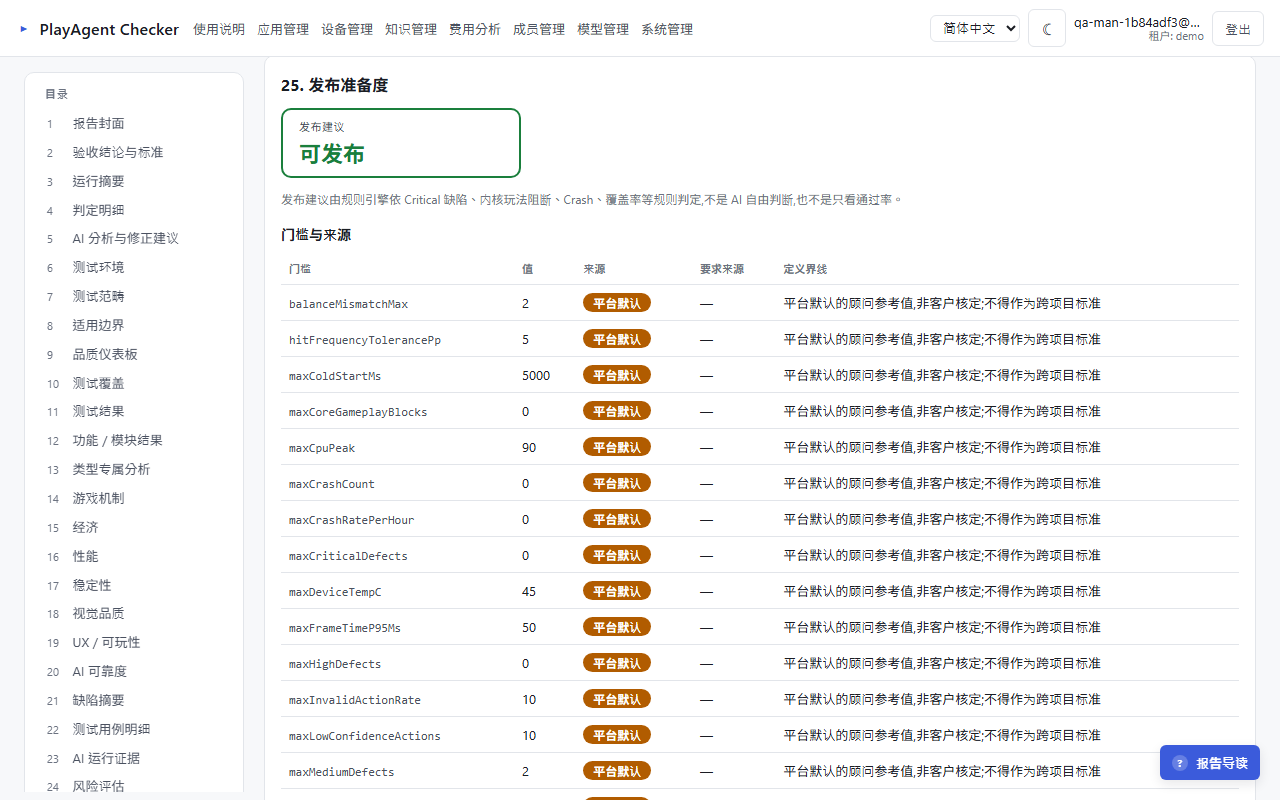 PlayAgent Checker 使用说明 应用管理 设备管理 知识管理 费用分析 成员管理 模型管理 系统管理 简体中文 qa-man-1b84adf3@... 登出
租户: demo
目录
1 报告封面
2 验收结论与标准
3 运行摘要
4 判定明细
5 AI 分析与修正建议
6 测试环境
7 测试范畴
8 适用边界
9 品质仪表板
10 测试覆盖
11 测试结果
12 功能 / 模块结果
13 类型专属分析
14 游戏机制
15 经济
16 性能
17 稳定性
18 视觉品质
19 UX / 可玩性
20 AI 可靠度
21 缺陷摘要
22 测试用例明细
23 AI 运行证据
24 风险评估
25. 发布准备度
发布建议
可发布
发布建议由规则引擎依 Critical 缺陷、内核玩法阻断、Crash、覆盖率等规则判定,不是 AI 自由判断,也不是只看通过率。
门槛与来源
门槛 值 来源 要求来源 定义界线
balanceMismatchMax 2 平台默认 — 平台默认的顾问参考值,非客户核定;不得作为跨项目标准
hitFrequencyTolerancePp 5 平台默认 — 平台默认的顾问参考值,非客户核定;不得作为跨项目标准
maxColdStartMs 5000 平台默认 — 平台默认的顾问参考值,非客户核定;不得作为跨项目标准
maxCoreGameplayBlocks 0 平台默认 — 平台默认的顾问参考值,非客户核定;不得作为跨项目标准
maxCpuPeak 90 平台默认 — 平台默认的顾问参考值,非客户核定;不得作为跨项目标准
maxCrashCount 0 平台默认 — 平台默认的顾问参考值,非客户核定;不得作为跨项目标准
maxCrashRatePerHour 0 平台默认 — 平台默认的顾问参考值,非客户核定;不得作为跨项目标准
maxCriticalDefects 0 平台默认 — 平台默认的顾问参考值,非客户核定;不得作为跨项目标准
maxDeviceTempC 45 平台默认 — 平台默认的顾问参考值,非客户核定;不得作为跨项目标准
maxFrameTimeP95Ms 50 平台默认 — 平台默认的顾问参考值,非客户核定;不得作为跨项目标准
maxHighDefects 0 平台默认 — 平台默认的顾问参考值,非客户核定;不得作为跨项目标准
maxInvalidActionRate 10 平台默认 — 平台默认的顾问参考值,非客户核定;不得作为跨项目标准
maxLowConfidenceActions 10 平台默认 — 平台默认的顾问参考值,非客户核定;不得作为跨项目标准
maxMediumDefects 2 平台默认 — 平台默认的顾问参考值,非客户核定;不得作为跨项目标准
? 报告导读